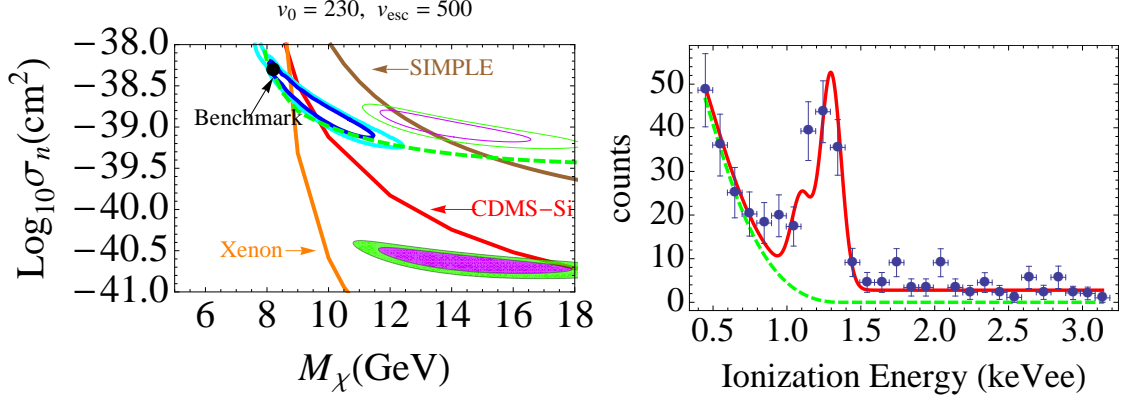 v₀ = 230, v_esc = 500
Log₁₀σₙ(cm²)
−38.0
−38.5
−39.0
−39.5
−40.0
−40.5
−41.0
SIMPLE
Benchmark
CDMS−Si
Xenon
6 8 10 12 14 16 18
M_χ(GeV)
counts
50
40
30
20
10
0
0.5 1.0 1.5 2.0 2.5 3.0
Ionization Energy (keVee)